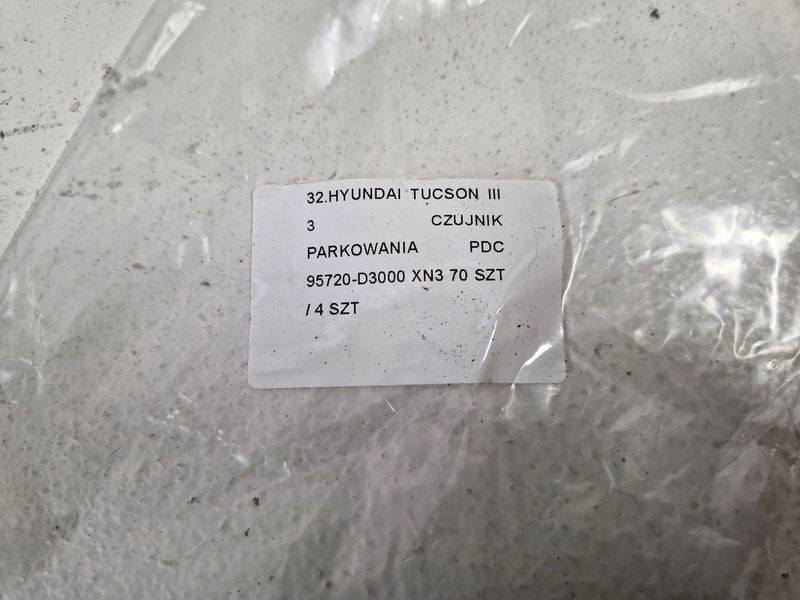 32.HYUNDAI TUCSON III
3 CZUJNIK
PARKOWANIA PDC
95720-D3000 XN3 70 SZT
/ 4 SZT